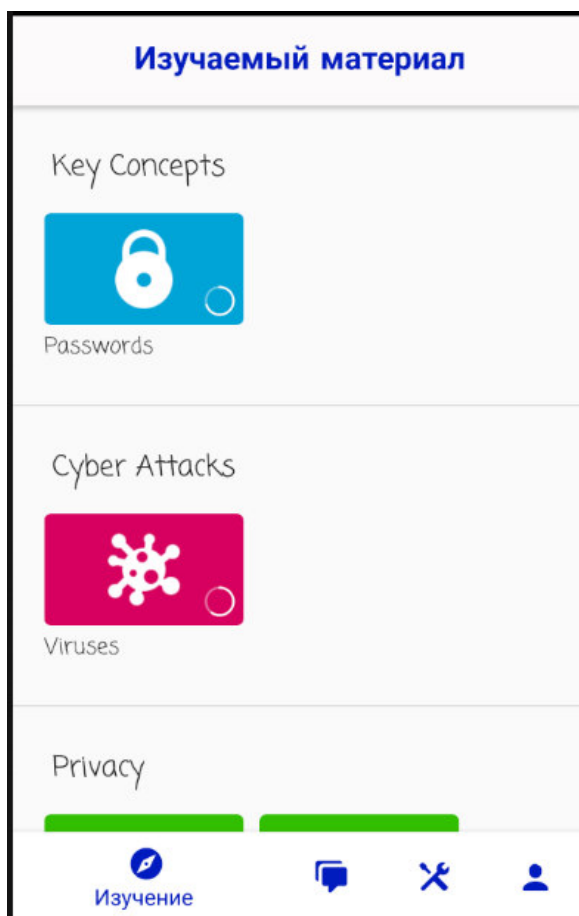 Изучаемый материал
Key Concepts
Passwords
Cyber Attacks
Viruses
Privacy
Изучение